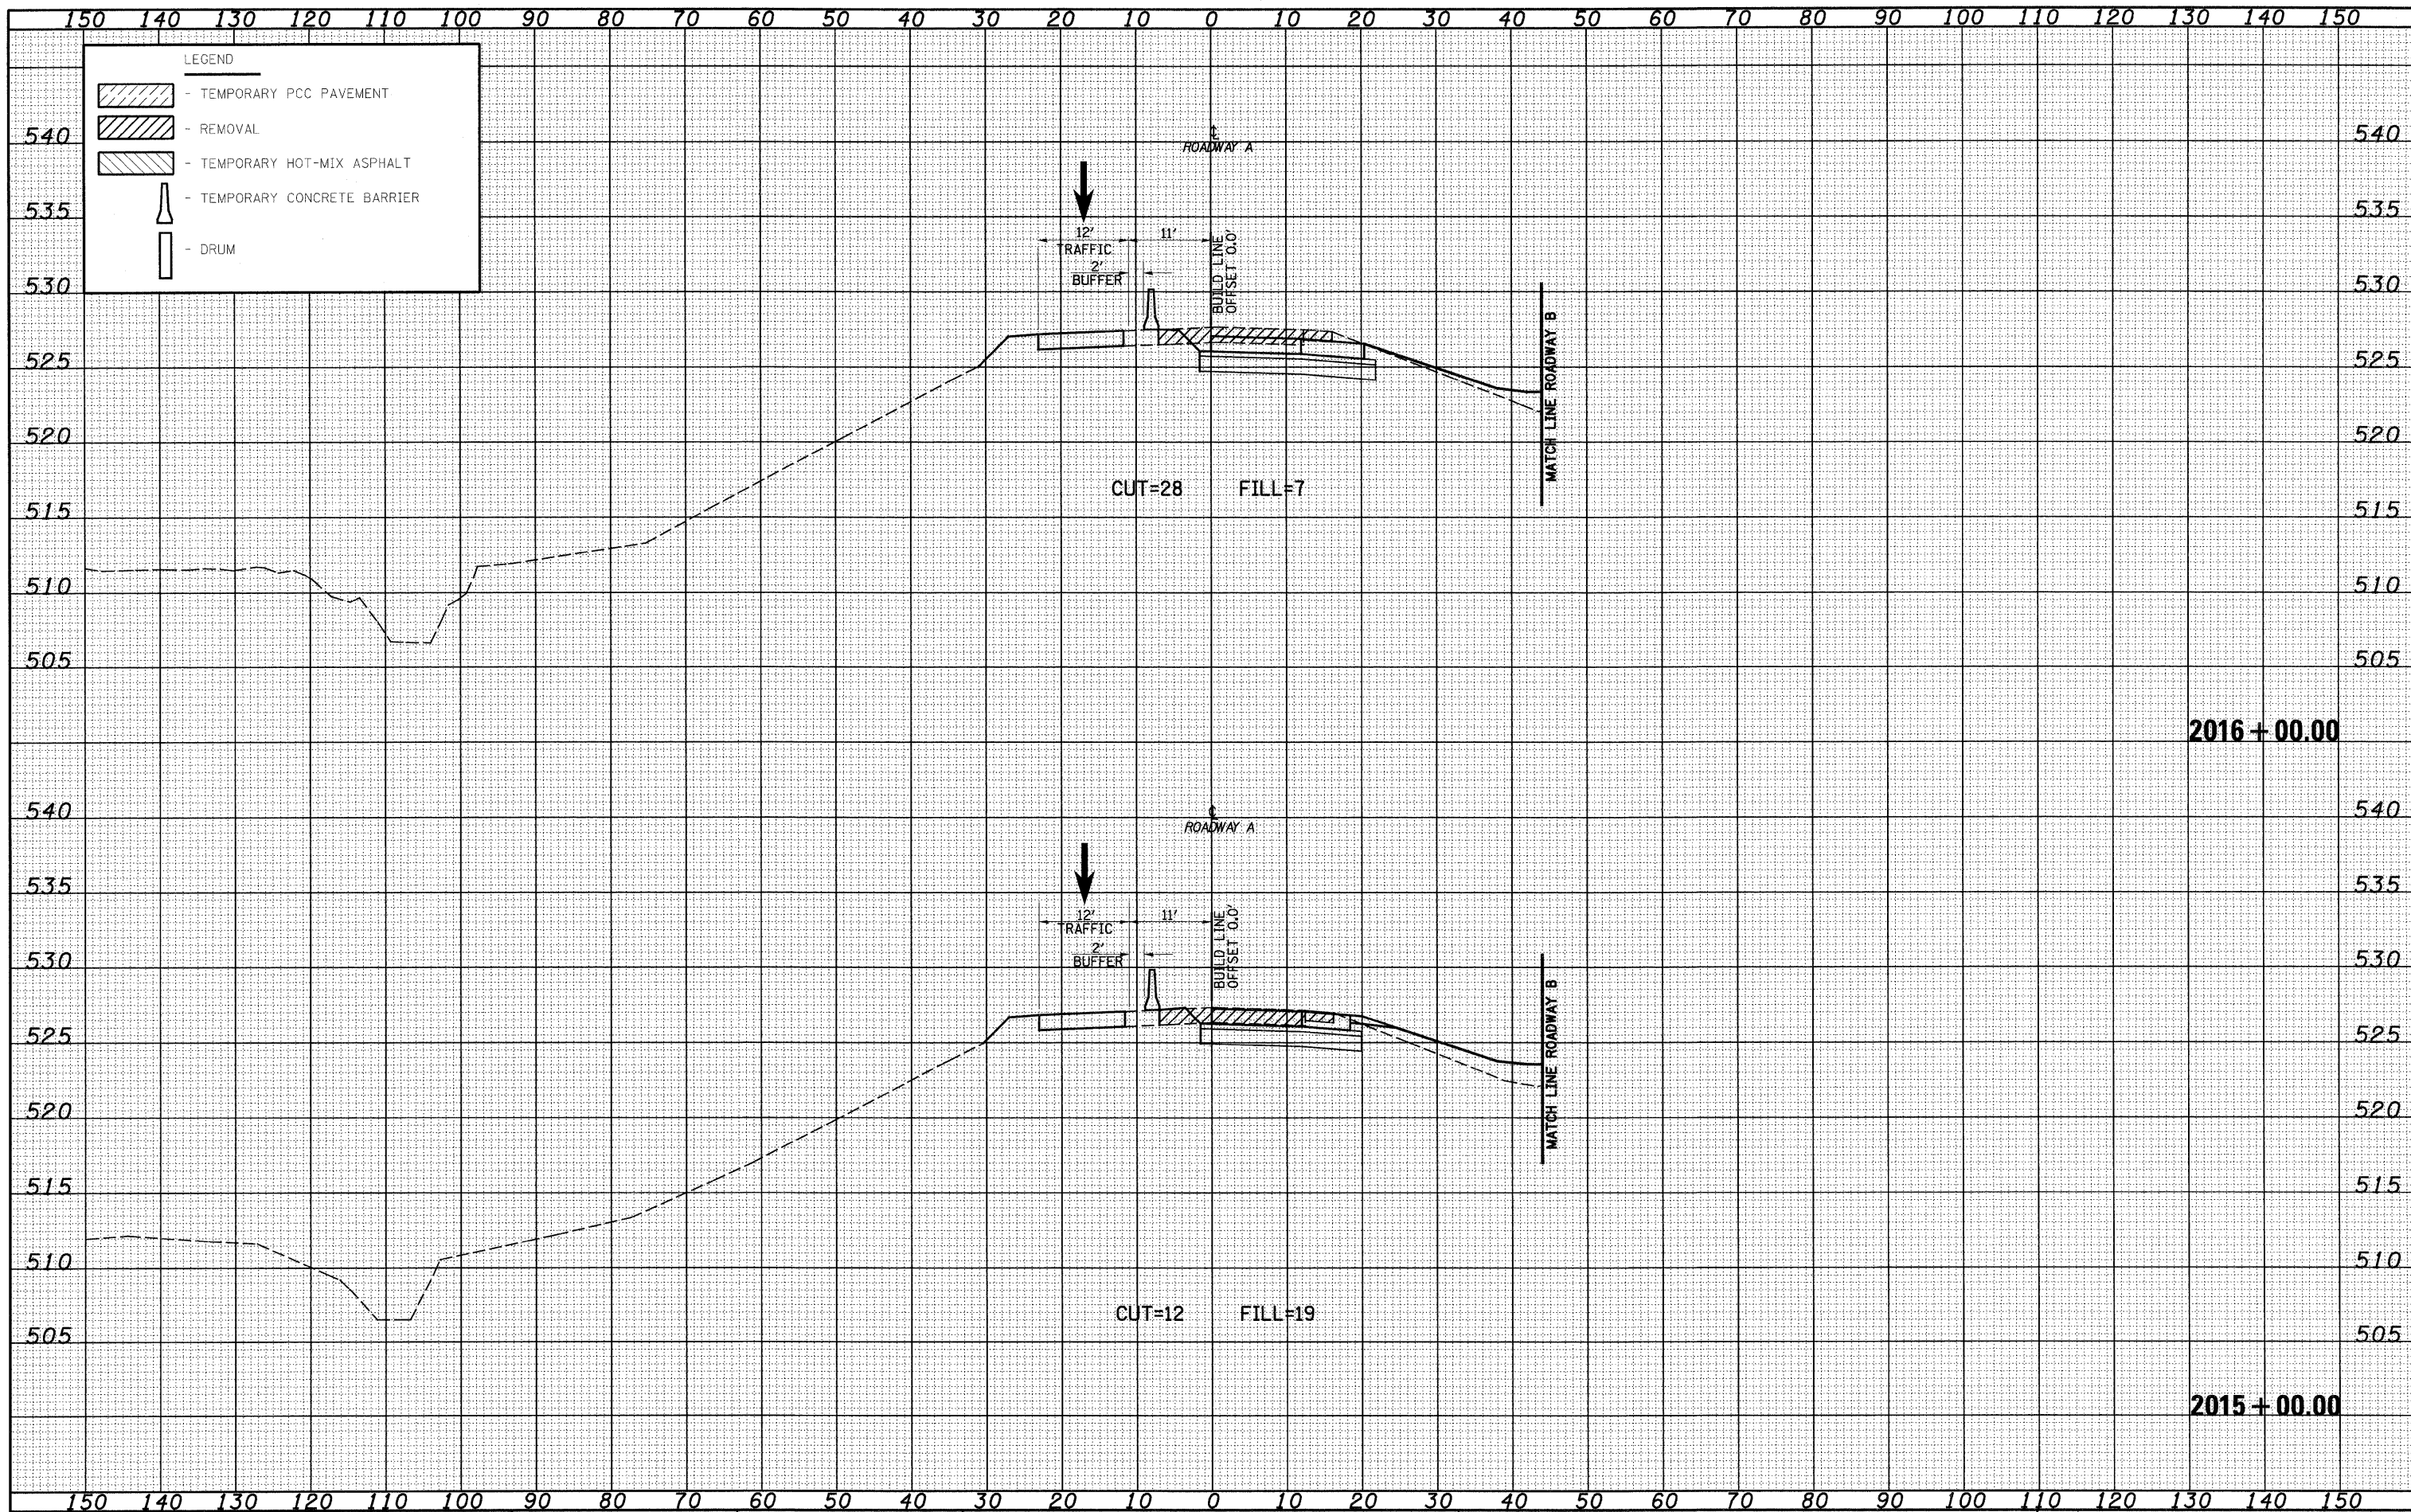 150 140 130 120 110 100 90 80 70 60 50 40 30 20 10 0 10 20 30 40 50 60 70 80 90 100 110 120 130 140 150
LEGEND
- TEMPORARY PCC PAVEMENT
- REMOVAL
- TEMPORARY HOT-MIX ASPHALT
- TEMPORARY CONCRETE BARRIER
- DRUM
540 540
℄
ROADWAY A
535 535
12' 11'
TRAFFIC
2'
BUFFER
BUILD LINE
OFFSET 0.0'
530 530
525 525
MATCH LINE ROADWAY B
520 520
CUT=28 FILL=7
515 515
510 510
505 505
2016+00.00
540 540
℄
ROADWAY A
535 535
12' 11'
TRAFFIC
2'
BUFFER
BUILD LINE
OFFSET 0.0'
530 530
525 525
MATCH LINE ROADWAY B
520 520
515 515
510 510
CUT=12 FILL=19
505 505
2015+00.00
150 140 130 120 110 100 90 80 70 60 50 40 30 20 10 0 10 20 30 40 50 60 70 80 90 100 110 120 130 140 150